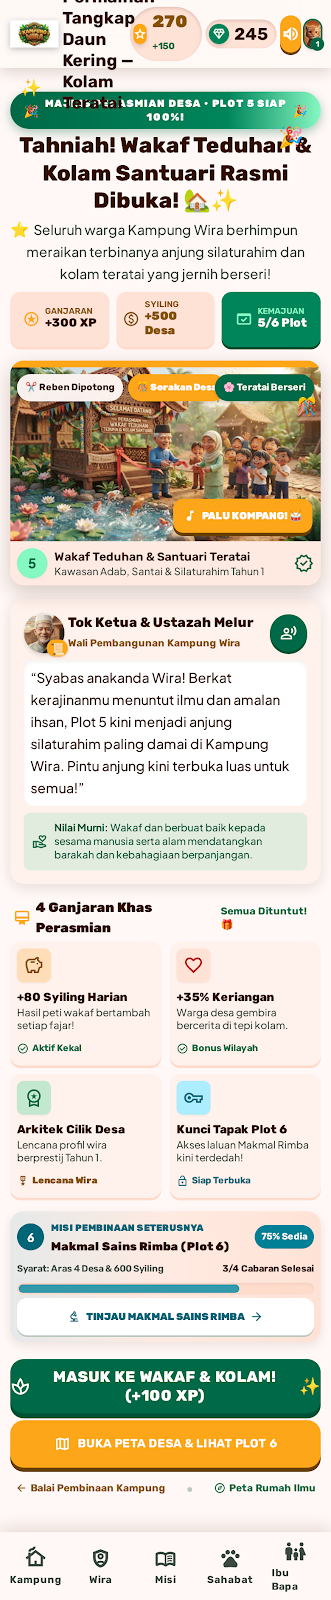 Permainan
Tangkap
Daun
Kering —
Kolam
Teratai
270
+150
245
1
MAJLIS PERASMIAN DESA • PLOT 5 SIAP
100%!
Tahniah! Wakaf Teduhan &
Kolam Santuari Rasmi
Dibuka! 🏡✨
⭐ Seluruh warga Kampung Wira berhimpun
meraikan terbinanya anjung silaturahim dan
kolam teratai yang jernih berseri!
GANJARAN
+300 XP
SYILING
+500
Desa
KEMAJUAN
5/6 Plot
✂️ Reben Dipotong
🎊 Sorakan Desa
🌸 Teratai Berseri
SELAMAT DATANG
PERASMIAN
WAKAF TEDUHAN
PALU KOMPANG! 🥁
5
Wakaf Teduhan & Santuari Teratai
Kawasan Adab, Santai & Silaturahim Tahun 1
Tok Ketua & Ustazah Melur
Wali Pembangunan Kampung Wira
“Syabas anakanda Wira! Berkat
kerajinanmu menuntut ilmu dan amalan
ihsan, Plot 5 kini menjadi anjung
silaturahim paling damai di Kampung
Wira. Pintu anjung kini terbuka luas untuk
semua!”
Nilai Murni: Wakaf dan berbuat baik kepada
sesama manusia serta alam mendatangkan
barakah dan kebahagiaan berpanjangan.
4 Ganjaran Khas
Perasmian
Semua Dituntut!
🎁
+80 Syiling Harian
Hasil peti wakaf bertambah
setiap fajar!
Aktif Kekal
+35% Keriangan
Warga desa gembira
bercerita di tepi kolam.
Bonus Wilayah
Arkitek Cilik Desa
Lencana profil wira
berprestij Tahun 1.
Lencana Wira
Kunci Tapak Plot 6
Akses laluan Makmal Rimba
kini terdedah!
Siap Terbuka
6
MISI PEMBINAAN SETERUSNYA
Makmal Sains Rimba (Plot 6)
75% Sedia
Syarat: Aras 4 Desa & 600 Syiling
3/4 Cabaran Selesai
TINJAU MAKMAL SAINS RIMBA →
MASUK KE WAKAF & KOLAM!
(+100 XP)
BUKA PETA DESA & LIHAT PLOT 6
← Balai Pembinaan Kampung
Peta Rumah Ilmu
Kampung
Wira
Misi
Sahabat
Ibu
Bapa